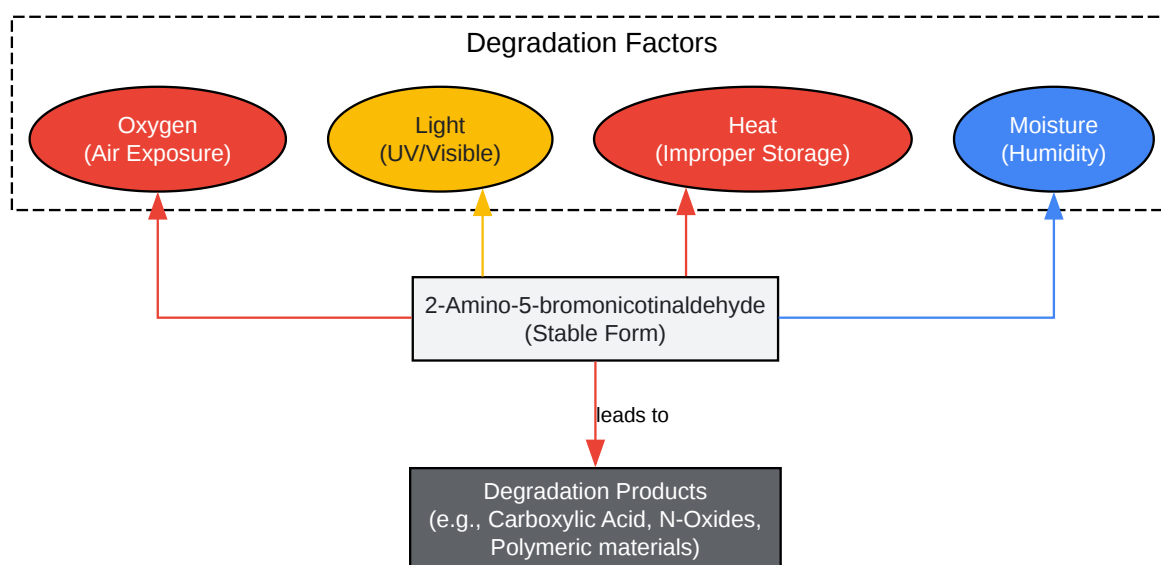 Degradation Factors
Oxygen
(Air Exposure)
Light
(UV/Visible)
Heat
(Improper Storage)
Moisture
(Humidity)
2-Amino-5-bromonicotinaldehyde
(Stable Form)
leads to
Degradation Products
(e.g., Carboxylic Acid, N-Oxides,
Polymeric materials)